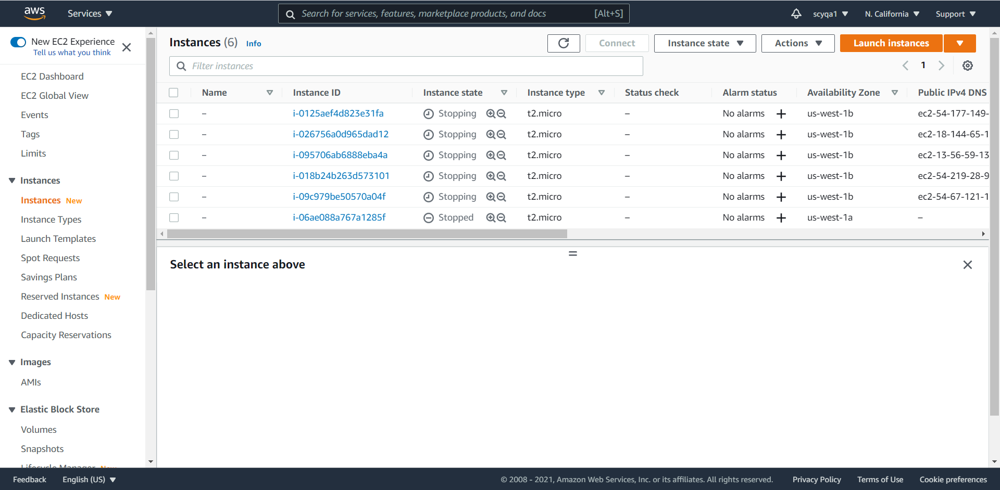 aws
Services
Search for services, features, marketplace products, and docs [Alt+S]
scyqa1
N. California
Support
New EC2 Experience
Tell us what you think
EC2 Dashboard
EC2 Global View
Events
Tags
Limits
Instances
Instances New
Instance Types
Launch Templates
Spot Requests
Savings Plans
Reserved Instances New
Dedicated Hosts
Capacity Reservations
Images
AMIs
Elastic Block Store
Volumes
Snapshots
Lifecycle Manager New
Instances (6) Info
Connect
Instance state
Actions
Launch instances
Filter instances
1
Name Instance ID Instance state Instance type Status check Alarm status Availability Zone Public IPv4 DNS
– i-0125aef4d823e31fa Stopping t2.micro – No alarms us-west-1b ec2-54-177-149-
– i-026756a0d965dad12 Stopping t2.micro – No alarms us-west-1b ec2-18-144-65-1
– i-095706ab6888eba4a Stopping t2.micro – No alarms us-west-1b ec2-13-56-59-13
– i-018b24b263d573101 Stopping t2.micro – No alarms us-west-1b ec2-54-219-28-9
– i-09c979be50570a04f Stopping t2.micro – No alarms us-west-1b ec2-54-67-121-1
– i-06ae088a767a1285f Stopped t2.micro – No alarms us-west-1a –
Select an instance above
Feedback English (US) © 2008 - 2021, Amazon Web Services, Inc. or its affiliates. All rights reserved. Privacy Policy Terms of Use Cookie preferences